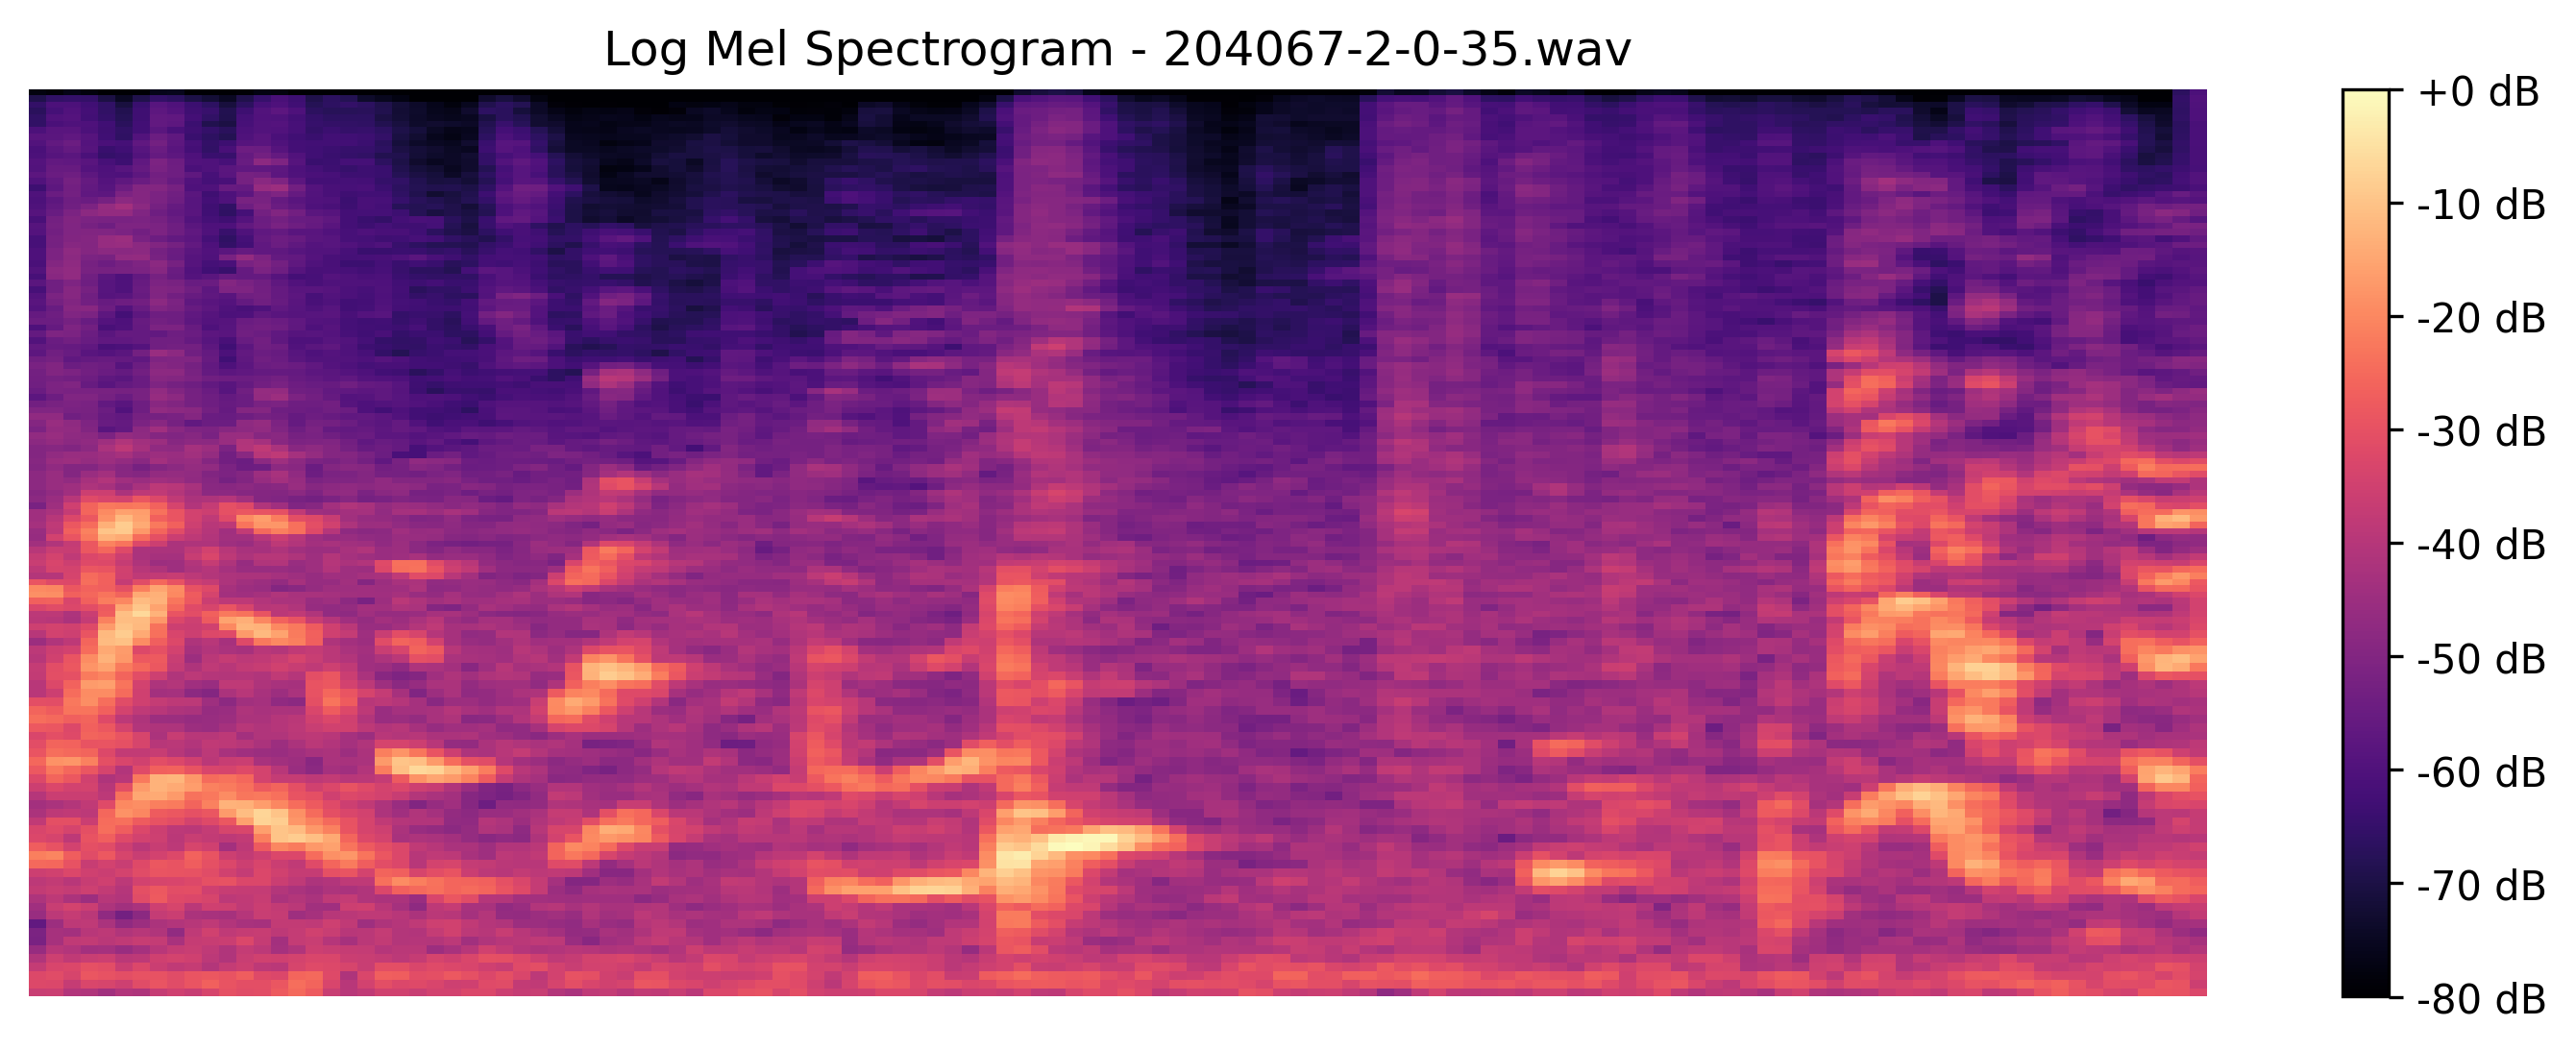 Log Mel Spectrogram - 204067-2-0-35.wav
+0 dB
-10 dB
-20 dB
-30 dB
-40 dB
-50 dB
-60 dB
-70 dB
-80 dB